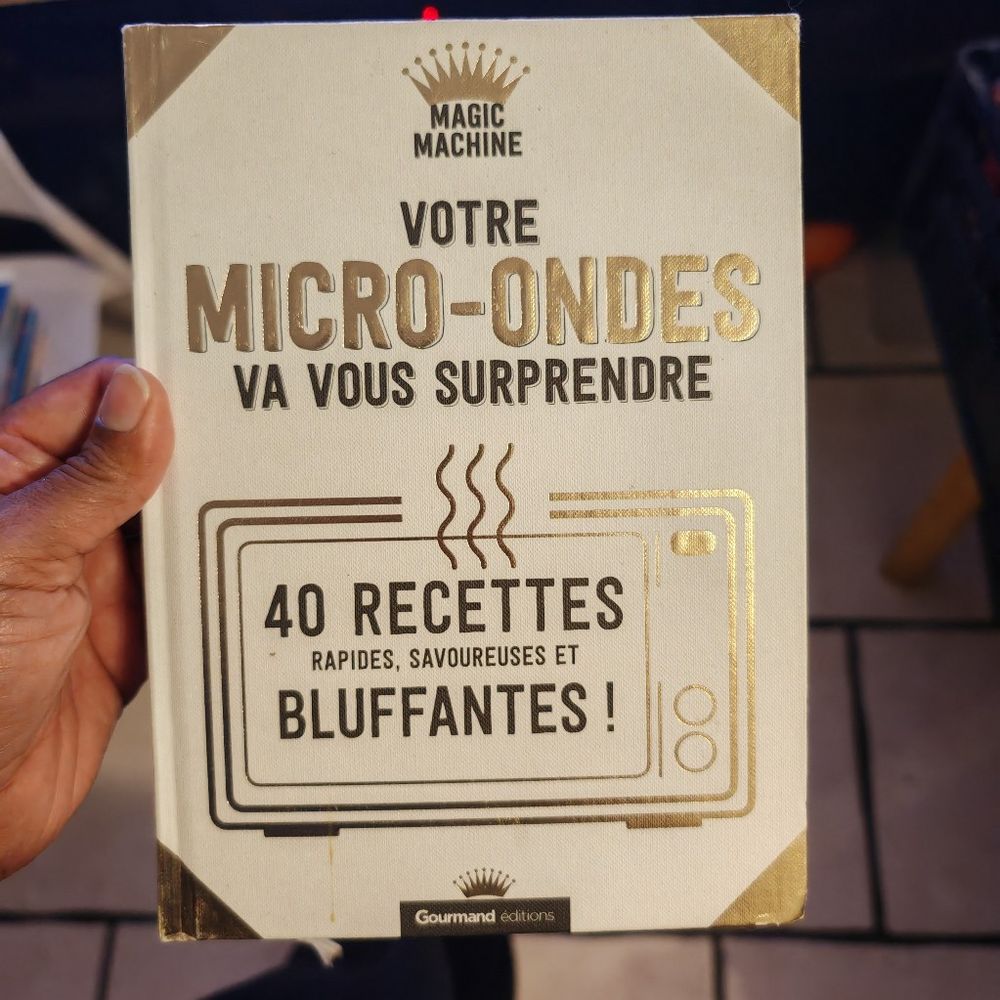 MAGIC
MACHINE
VOTRE
MICRO-ONDES
VA VOUS SURPRENDRE
40 RECETTES
RAPIDES, SAVOUREUSES ET
BLUFFANTES !
Gourmand éditions